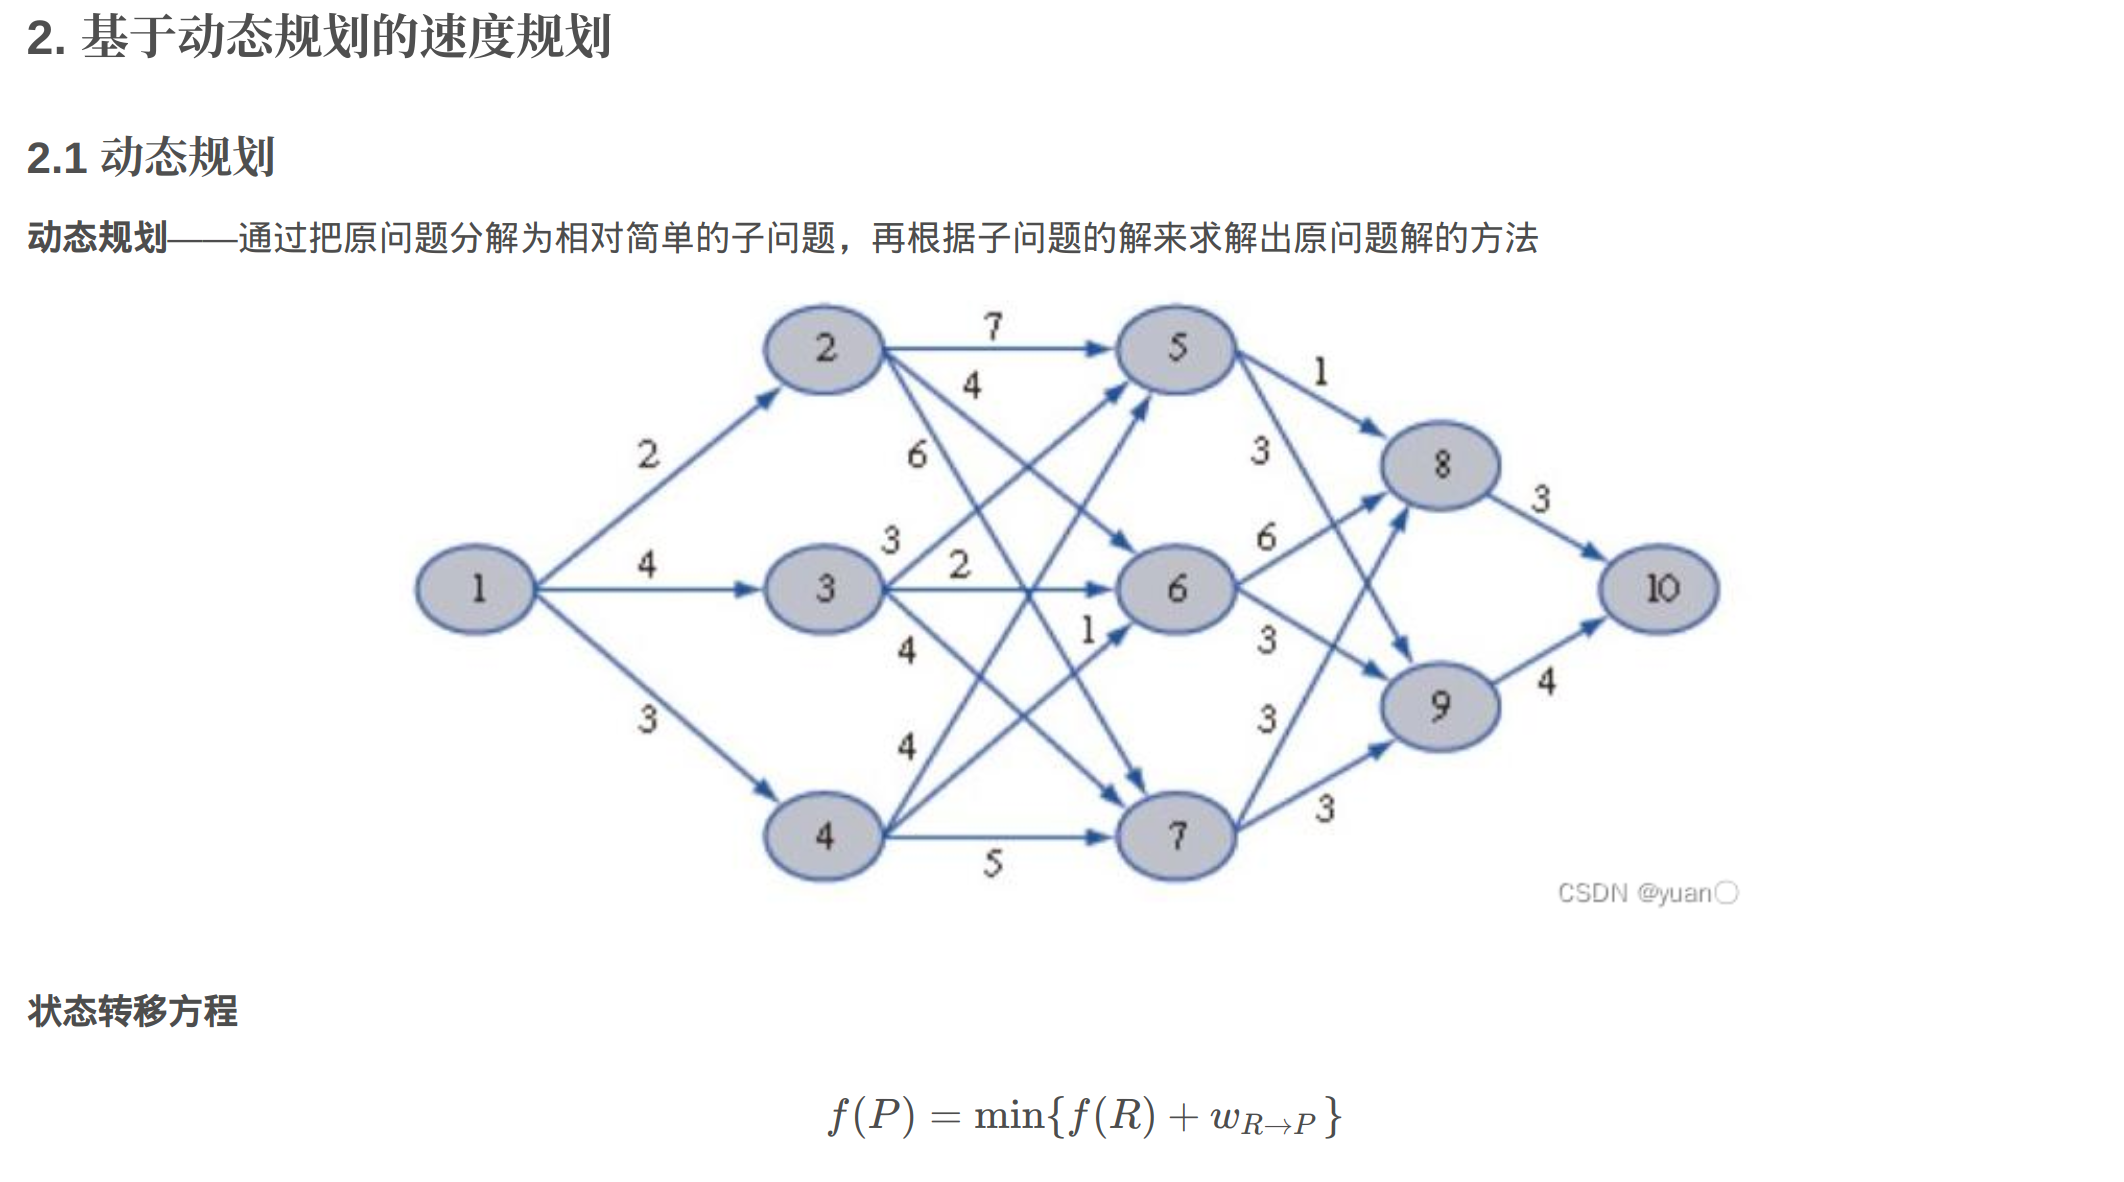 2. 基于动态规划的速度规划
2.1 动态规划
动态规划——通过把原问题分解为相对简单的子问题，再根据子问题的解来求解出原问题解的方法
2 7 5
4 1
2 6 3 8
3
3 6
1 4 3 2 6 10
4 1 3 4
9
3 4 3
3
4 7
5
CSDN @yuan〇
状态转移方程
f(P) = min{f(R) + w_{R→P}}